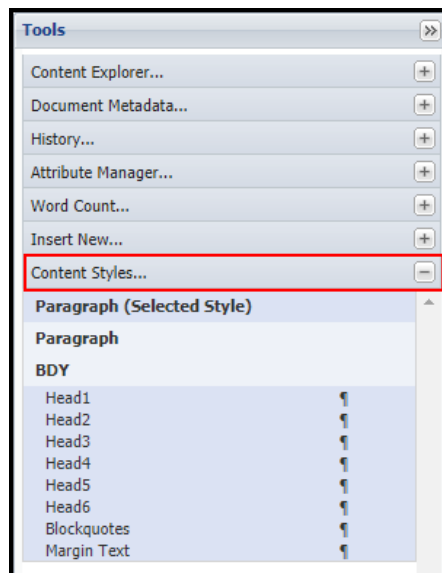 Tools
Content Explorer...
Document Metadata...
History...
Attribute Manager...
Word Count...
Insert New...
Content Styles...
Paragraph (Selected Style)
Paragraph
BDY
Head1 ¶
Head2 ¶
Head3 ¶
Head4 ¶
Head5 ¶
Head6 ¶
Blockquotes ¶
Margin Text ¶